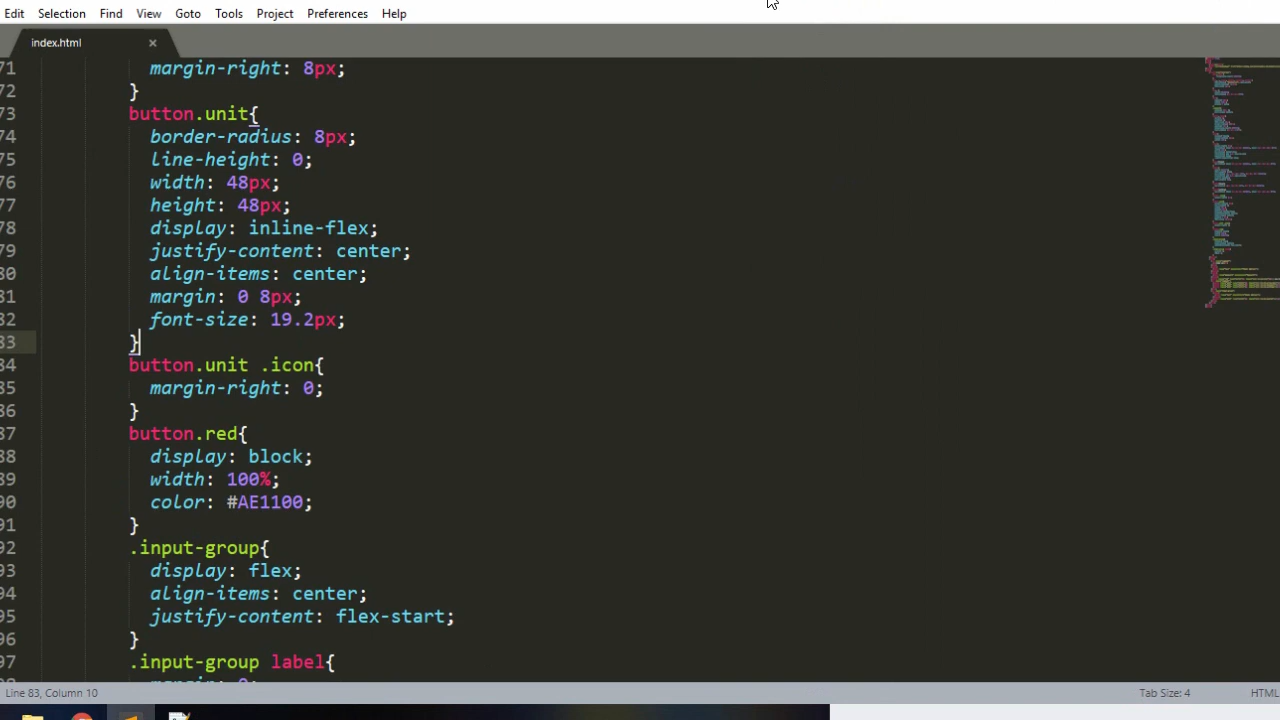 Edit Selection Find View Goto Tools Project Preferences Help
index.html
71 margin-right: 8px;
72 }
73 button.unit{
74 border-radius: 8px;
75 line-height: 0;
76 width: 48px;
77 height: 48px;
78 display: inline-flex;
79 justify-content: center;
80 align-items: center;
81 margin: 0 8px;
82 font-size: 19.2px;
83 }
84 button.unit .icon{
85 margin-right: 0;
86 }
87 button.red{
88 display: block;
89 width: 100%;
90 color: #AE1100;
91 }
92 .input-group{
93 display: flex;
94 align-items: center;
95 justify-content: flex-start;
96 }
97 .input-group label{
Line 83, Column 10
Tab Size: 4
HTML